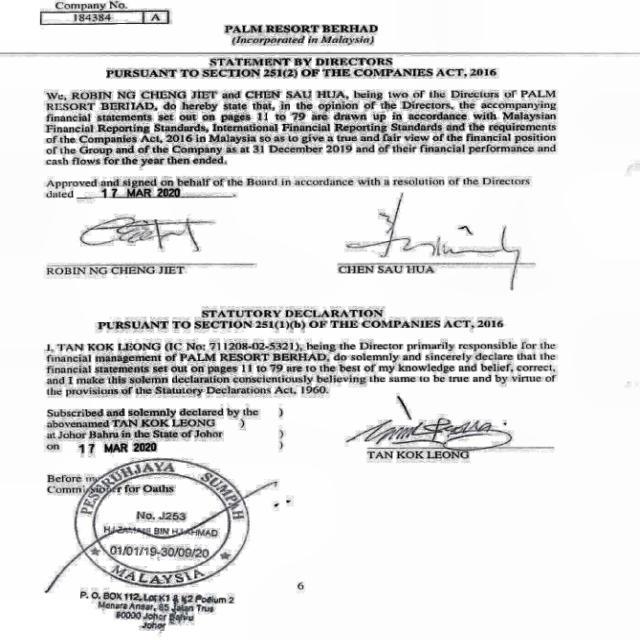 Company No.
184384 A
PALM RESORT BERHAD
(Incorporated in Malaysia)
STATEMENT BY DIRECTORS
PURSUANT TO SECTION 251(2) OF THE COMPANIES ACT, 2016
We, ROBIN NG CHENG JIET and CHEN SAU HUA, being two of the Directors of PALM
RESORT BERHAD, do hereby state that, in the opinion of the Directors, the accompanying
financial statements set out on pages 11 to 79 are drawn up in accordance with Malaysian
Financial Reporting Standards, International Financial Reporting Standards and the requirements
of the Companies Act, 2016 in Malaysia so as to give a true and fair view of the financial position
of the Group and of the Company as at 31 December 2019 and of their financial performance and
cash flows for the year then ended.
Approved and signed on behalf of the Board in accordance with a resolution of the Directors
dated 17 MAR 2020.
ROBIN NG CHENG JIET CHEN SAU HUA
STATUTORY DECLARATION
PURSUANT TO SECTION 251(1)(b) OF THE COMPANIES ACT, 2016
I, TAN KOK LEONG (IC No: 711208-02-5321), being the Director primarily responsible for the
financial management of PALM RESORT BERHAD, do solemnly and sincerely declare that the
financial statements set out on pages 11 to 79 are to the best of my knowledge and belief, correct,
and I make this solemn declaration conscientiously believing the same to be true and by virtue of
the provisions of the Statutory Declarations Act, 1960.
Subscribed and solemnly declared by the )
abovenamed TAN KOK LEONG )
at Johor Bahru in the State of Johor )
on 17 MAR 2020 )
TAN KOK LEONG
Before me
Commissioner for Oaths
PESURUHJAYA SUMPAH
No. J253
HJ ZAMANI BIN HJ AHMAD
01/01/19-30/09/20
MALAYSIA
P. O. BOX 112, Lot K1 & K2 Podium 2
Menara Ansar, 65 Jalan Trus
80000 Johor Bahru
Johor
6